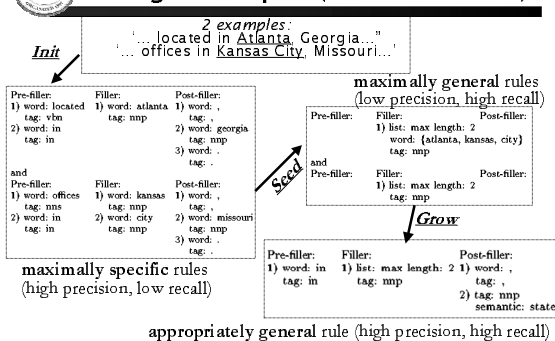 2 examples:
‘... located in Atlanta, Georgia...”
‘... offices in Kansas City, Missouri...’
Init
Pre-filler: Filler: Post-filler:
1) word: located 1) word: atlanta 1) word: ,
tag: vbn tag: nnp tag: ,
2) word: in 2) word: georgia
tag: in tag: nnp
3) word: .
tag: .
and
Pre-filler: Filler: Post-filler:
1) word: offices 1) word: kansas 1) word: ,
tag: nns tag: nnp tag: ,
2) word: in 2) word: city 2) word: missouri
tag: in tag: nnp tag: nnp
3) word: .
tag: .
maximally specific rules
(high precision, low recall)
Seed
maximally general rules
(low precision, high recall)
Pre-filler: Filler: Post-filler:
1) list: max length: 2
word: {atlanta, kansas, city}
tag: nnp
and
Pre-filler: Filler: Post-filler:
1) list: max length: 2
tag: nnp
Grow
Pre-filler: Filler: Post-filler:
1) word: in 1) list: max length: 2 1) word: ,
tag: in tag: nnp tag: ,
2) tag: nnp
semantic: state
appropriately general rule (high precision, high recall)